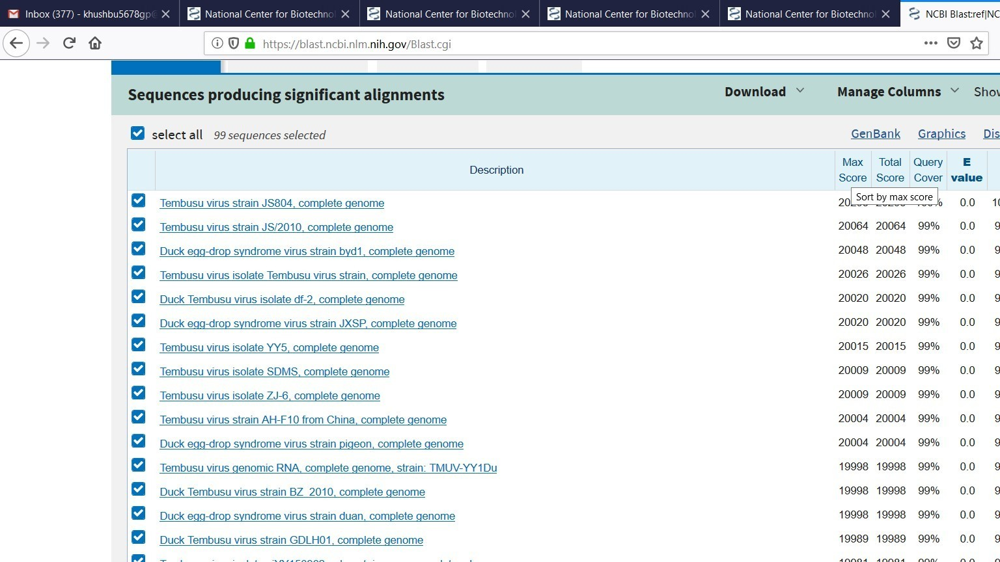 Inbox (377) - khushbu5678gp@
National Center for Biotechnol
National Center for Biotechnol
National Center for Biotechnol
National Center for Biotechnol
NCBI Blast:ref|NC
https://blast.ncbi.nlm.nih.gov/Blast.cgi
Sequences producing significant alignments
Download
Manage Columns
Show
select all 99 sequences selected
GenBank Graphics Dis
Description
Max Score
Total Score
Query Cover
E value
Sort by max score
Tembusu virus strain JS804, complete genome 0.0
Tembusu virus strain JS/2010, complete genome 20064 20064 99% 0.0 9
Duck egg-drop syndrome virus strain byd1, complete genome 20048 20048 99% 0.0 9
Tembusu virus isolate Tembusu virus strain, complete genome 20026 20026 99% 0.0 9
Duck Tembusu virus isolate df-2, complete genome 20020 20020 99% 0.0 9
Duck egg-drop syndrome virus strain JXSP, complete genome 20020 20020 99% 0.0 9
Tembusu virus isolate YY5, complete genome 20015 20015 99% 0.0 9
Tembusu virus isolate SDMS, complete genome 20009 20009 99% 0.0 9
Tembusu virus isolate ZJ-6, complete genome 20009 20009 99% 0.0 9
Tembusu virus strain AH-F10 from China, complete genome 20004 20004 99% 0.0 9
Duck egg-drop syndrome virus strain pigeon, complete genome 20004 20004 99% 0.0 9
Tembusu virus genomic RNA, complete genome, strain: TMUV-YY1Du 19998 19998 99% 0.0 9
Duck Tembusu virus strain BZ_2010, complete genome 19998 19998 99% 0.0 9
Duck egg-drop syndrome virus strain duan, complete genome 19998 19998 99% 0.0 9
Duck Tembusu virus strain GDLH01, complete genome 19989 19989 99% 0.0 9